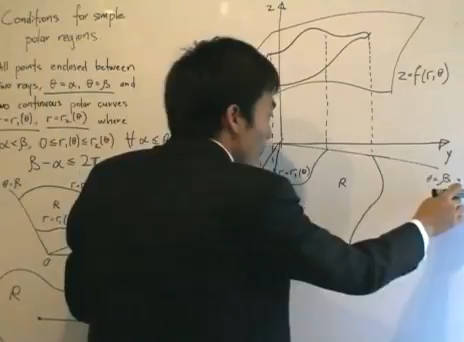 Conditions for simple
polar regions.
All points enclosed between
two rays, θ=α, θ=β and
two continuous polar curves
r=r₁(θ), r=r₂(θ) where
α<β, 0≤r₁(θ)≤r₂(θ) ∀ α≤
β-α≤2π
θ=β
R
0
R
z
z=f(r,θ)
y
r=r₁(θ)
R
θ=β